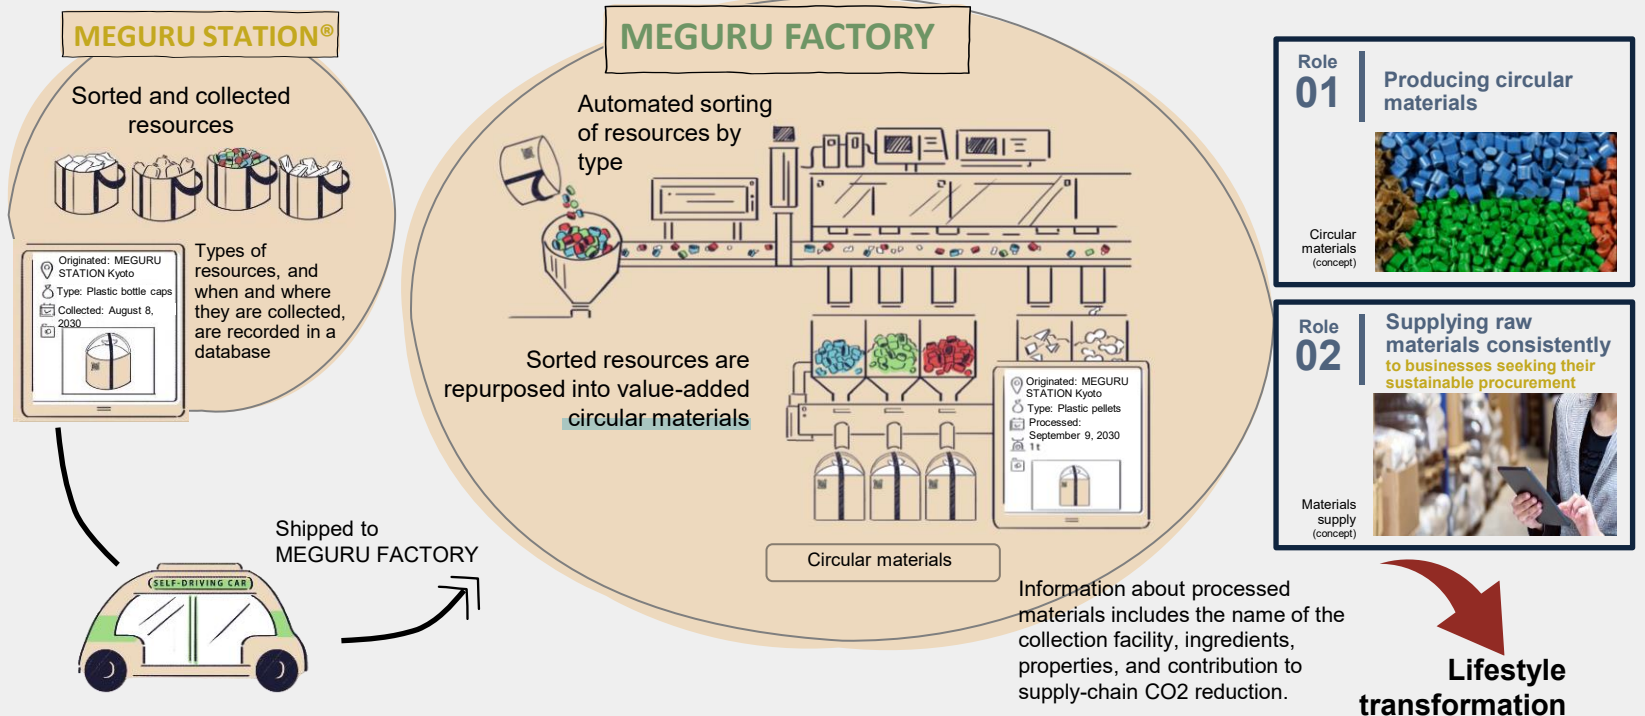 MEGURU STATION®
Sorted and collected
resources
Originated: MEGURU
STATION Kyoto
Type: Plastic bottle caps
Collected: August 8,
2030
Types of
resources, and
when and where
they are collected,
are recorded in a
database
Shipped to
MEGURU FACTORY
SELF-DRIVING CAR
MEGURU FACTORY
Automated sorting
of resources by
type
Sorted resources are
repurposed into value-added
circular materials
Originated: MEGURU
STATION Kyoto
Type: Plastic pellets
Processed:
September 9, 2030
1t
Circular materials
Information about processed
materials includes the name of the
collection facility, ingredients,
properties, and contribution to
supply-chain CO2 reduction.
Role
01
Producing circular
materials
Circular
materials
(concept)
Role
02
Supplying raw
materials consistently
to businesses seeking their
sustainable procurement
Materials
supply
(concept)
Lifestyle
transformation